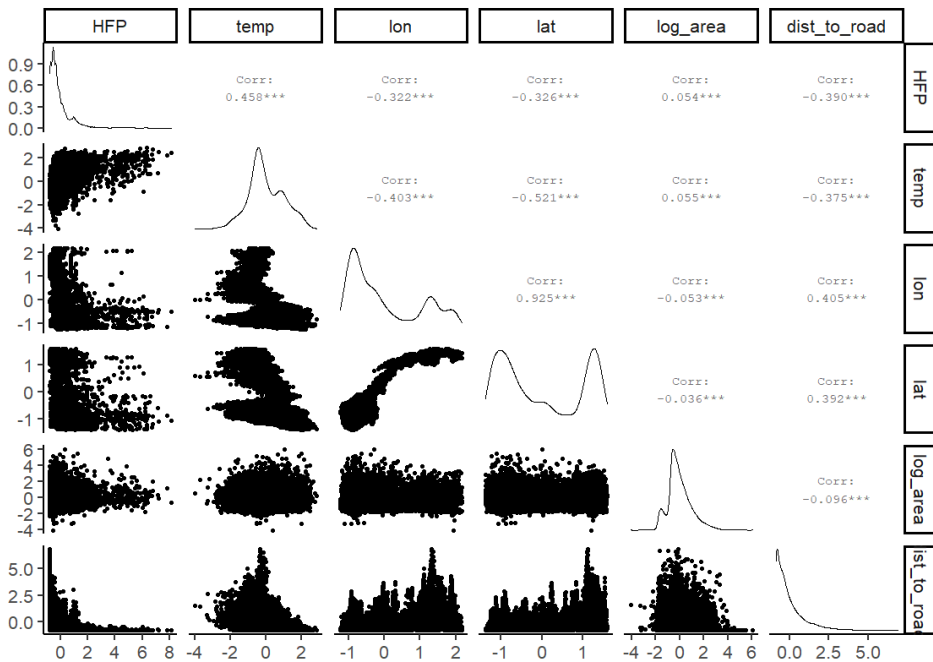 HFP temp lon lat log_area dist_to_road
0.9
0.6
0.3
0.0
Corr:
0.458***
Corr:
-0.322***
Corr:
-0.326***
Corr:
0.054***
Corr:
-0.390***
HFP
2
0
-2
-4
Corr:
-0.403***
Corr:
-0.521***
Corr:
0.055***
Corr:
-0.375***
temp
2
1
0
-1
Corr:
0.925***
Corr:
-0.053***
Corr:
0.405***
lon
1
0
-1
Corr:
-0.036***
Corr:
0.392***
lat
6
4
2
0
-2
-4
Corr:
-0.096***
log_area
5.0
2.5
0.0
ist_to_road
0 2 4 6 8 -4 -2 0 2 -1 0 1 2 -1 0 1 -4 -2 0 2 4 6 0.0 2.5 5.0